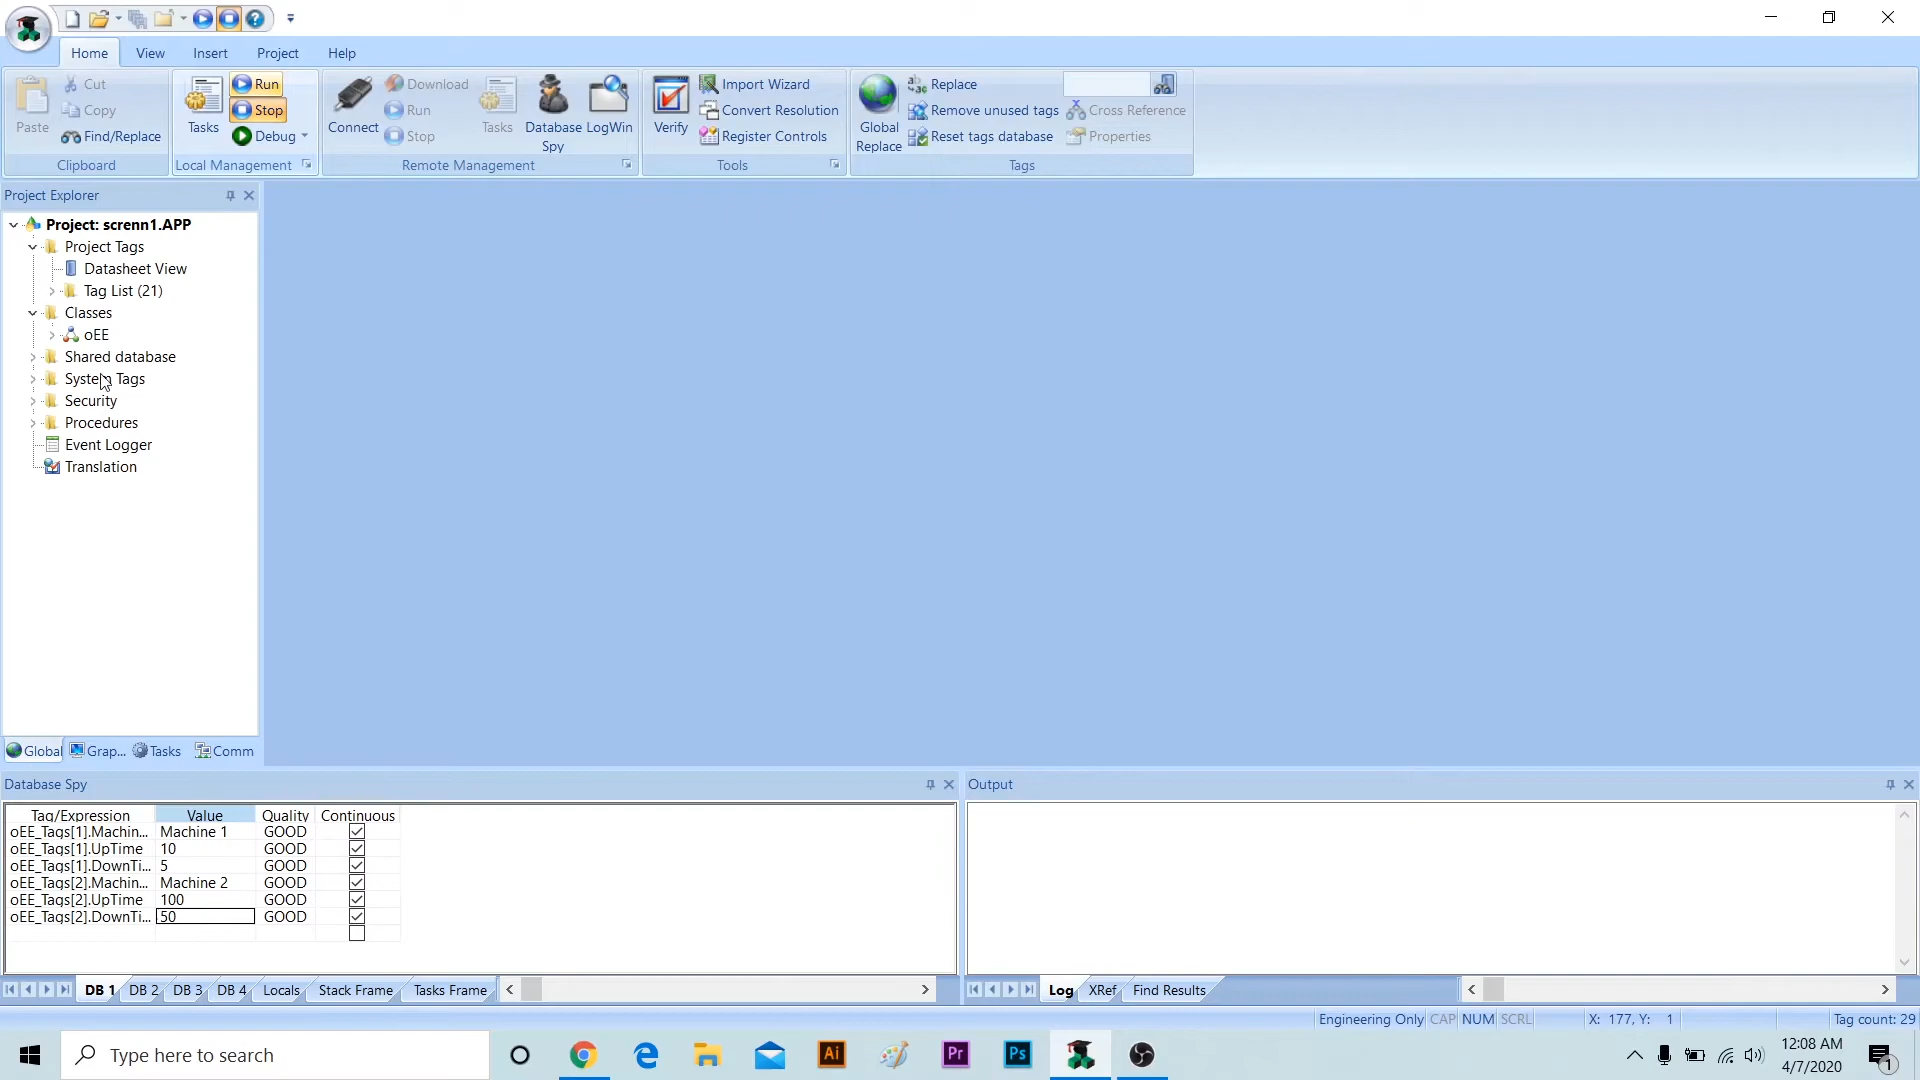 Home View Insert Project Help
Paste
Cut
Copy
Find/Replace
Clipboard
Tasks
Run
Stop
Debug
Local Management
Connect
Download
Run
Stop
Tasks
Database Spy
LogWin
Remote Management
Verify
Import Wizard
Convert Resolution
Register Controls
Tools
Global Replace
Replace
Remove unused tags
Reset tags database
Cross Reference
Properties
Tags
Project Explorer
Project: screnn1.APP
Project Tags
Datasheet View
Tag List (21)
Classes
oEE
Shared database
System Tags
Security
Procedures
Event Logger
Translation
Global Grap... Tasks Comm
Database Spy
Tag/Expression Value Quality Continuous
oEE_Tags[1].Machin... Machine 1 GOOD
oEE_Tags[1].UpTime 10 GOOD
oEE_Tags[1].DownTi... 5 GOOD
oEE_Tags[2].Machin... Machine 2 GOOD
oEE_Tags[2].UpTime 100 GOOD
oEE_Tags[2].DownTi... 50 GOOD
DB 1 DB 2 DB 3 DB 4 Locals Stack Frame Tasks Frame
Output
Log XRef Find Results
Engineering Only CAP NUM SCRL X: 177, Y: 1 Tag count: 29
Type here to search
Ai
Pr
Ps
12:08 AM
4/7/2020
1